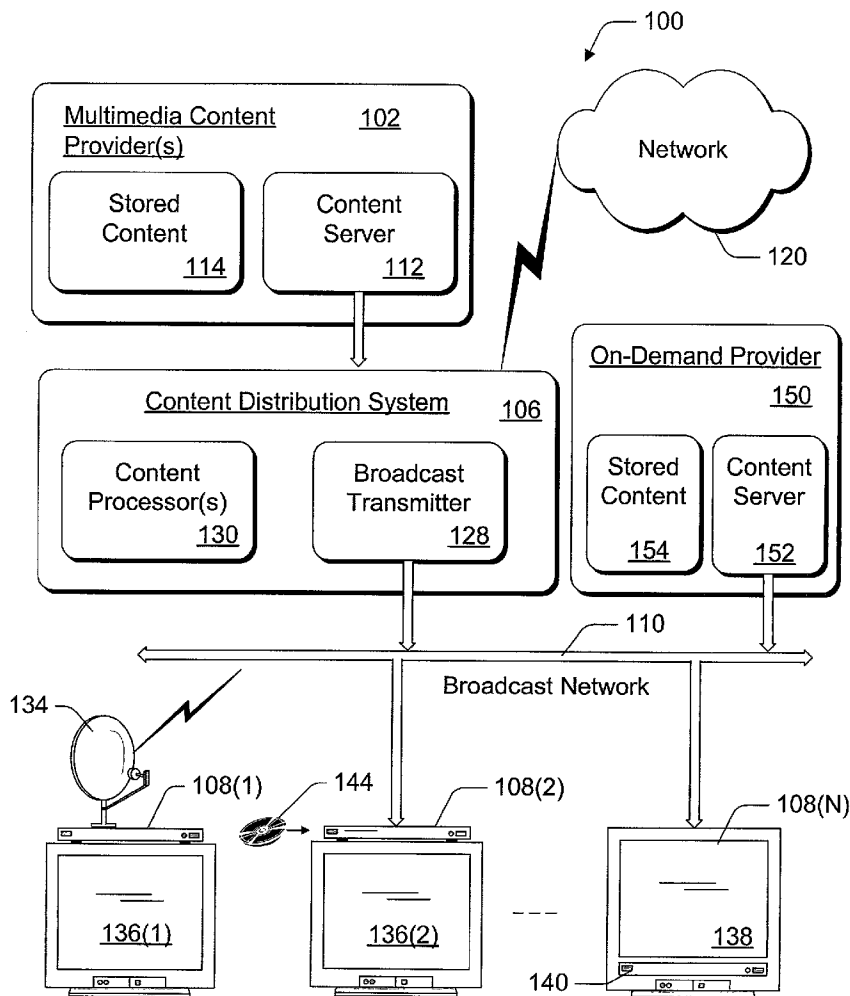 100
Multimedia Content
Provider(s)
102
Stored
Content
114
Content
Server
112
Network
120
Content Distribution System
106
Content
Processor(s)
130
Broadcast
Transmitter
128
On-Demand Provider
150
Stored
Content
154
Content
Server
152
110
Broadcast Network
134
108(1)
144
108(2)
108(N)
136(1)
136(2)
138
140